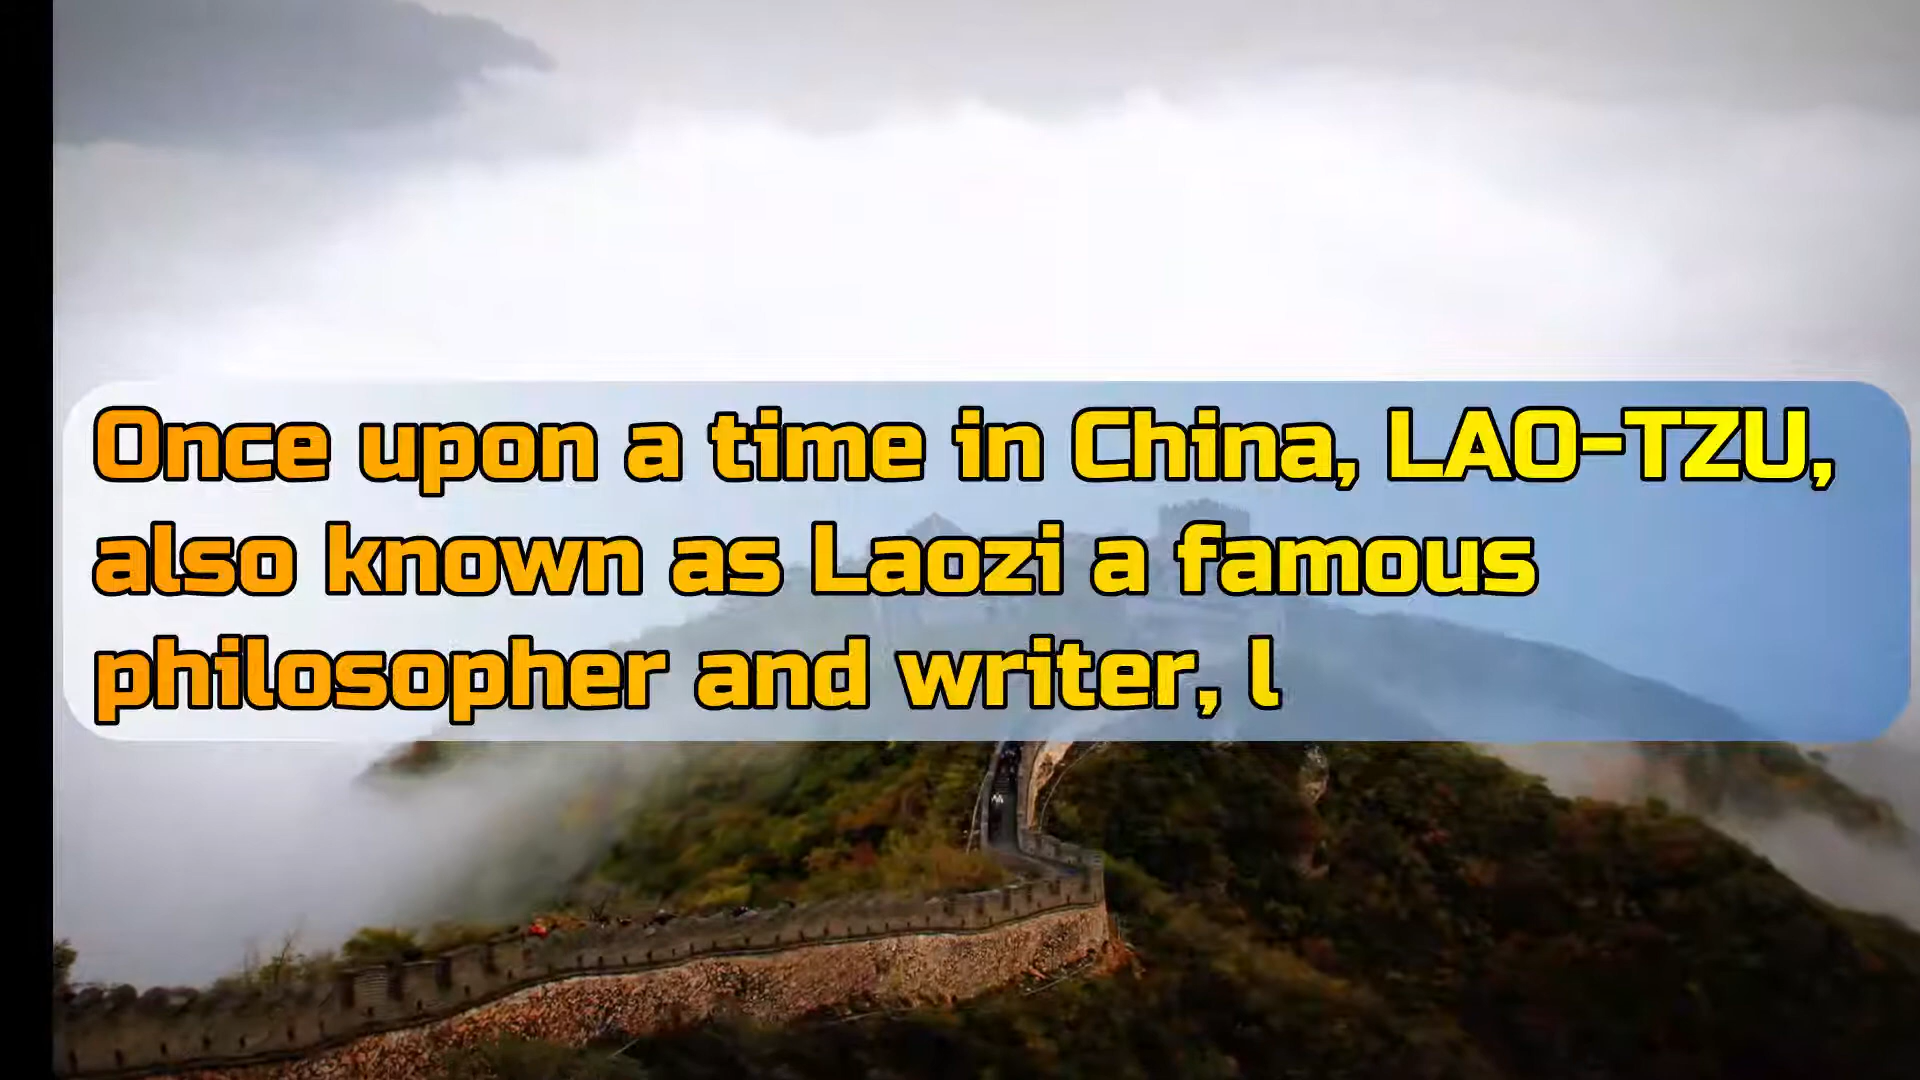 Once upon a time in China, LAO-TZU,
also known as Laozi a famous
philosopher and writer, l